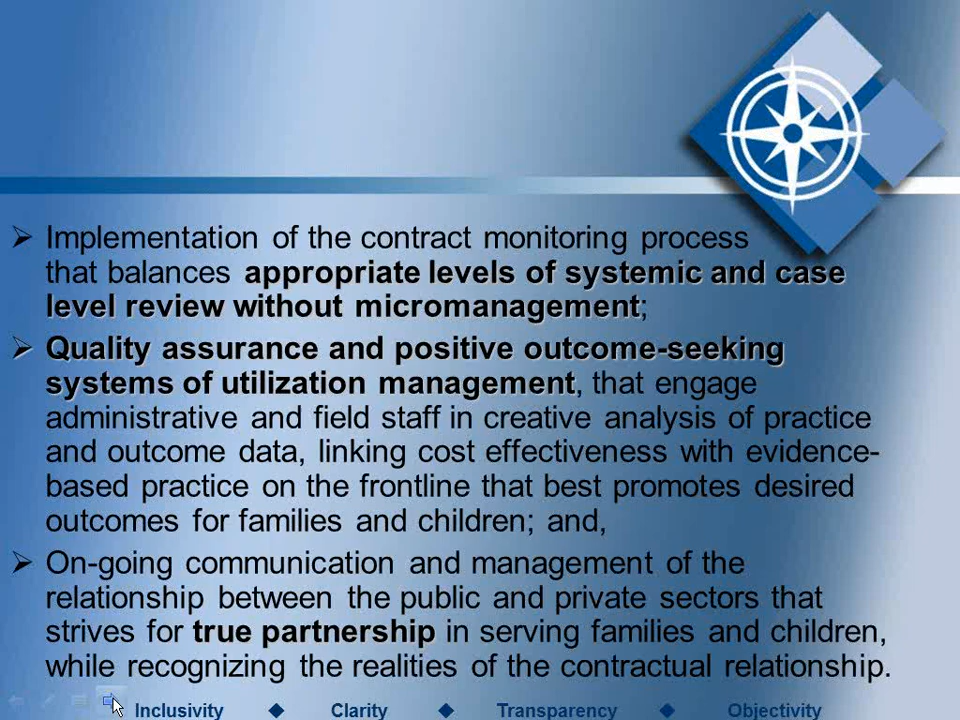 ➢ Implementation of the contract monitoring process
that balances appropriate levels of systemic and case
level review without micromanagement;
➢ Quality assurance and positive outcome-seeking
systems of utilization management, that engage
administrative and field staff in creative analysis of practice
and outcome data, linking cost effectiveness with evidence-
based practice on the frontline that best promotes desired
outcomes for families and children; and,
➢ On-going communication and management of the
relationship between the public and private sectors that
strives for true partnership in serving families and children,
while recognizing the realities of the contractual relationship.
Inclusivity ◆ Clarity ◆ Transparency ◆ Objectivity